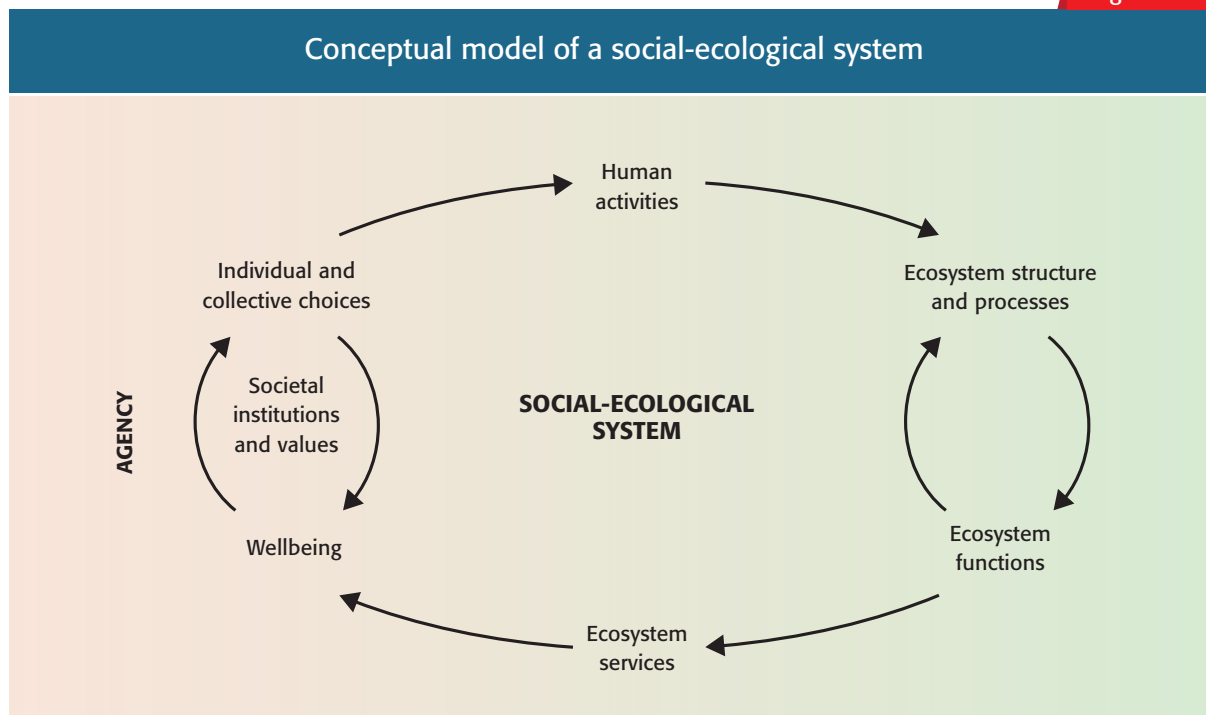 Conceptual model of a social-ecological system
Human
activities
Individual and
collective choices
Ecosystem structure
and processes
AGENCY
Societal
institutions
and values
SOCIAL-ECOLOGICAL
SYSTEM
Wellbeing
Ecosystem
functions
Ecosystem
services